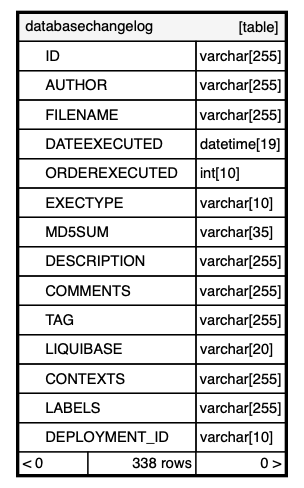 databasechangelog [table]
ID varchar[255]
AUTHOR varchar[255]
FILENAME varchar[255]
DATEEXECUTED datetime[19]
ORDEREXECUTED int[10]
EXECTYPE varchar[10]
MD5SUM varchar[35]
DESCRIPTION varchar[255]
COMMENTS varchar[255]
TAG varchar[255]
LIQUIBASE varchar[20]
CONTEXTS varchar[255]
LABELS varchar[255]
DEPLOYMENT_ID varchar[10]
< 0 338 rows 0 >